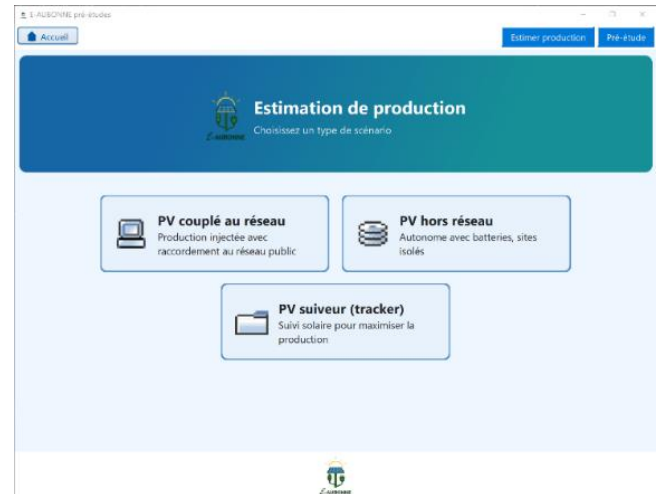 E-AUBONNE pré-études
Accueil
Estimer production
Pré-étude
Estimation de production
Choisissez un type de scénario
E-AUBONNE
PV couplé au réseau
Production injectée avec
raccordement au réseau public
PV hors réseau
Autonome avec batteries, sites
isolés
PV suiveur (tracker)
Suivi solaire pour maximiser la
production
E-AUBONNE